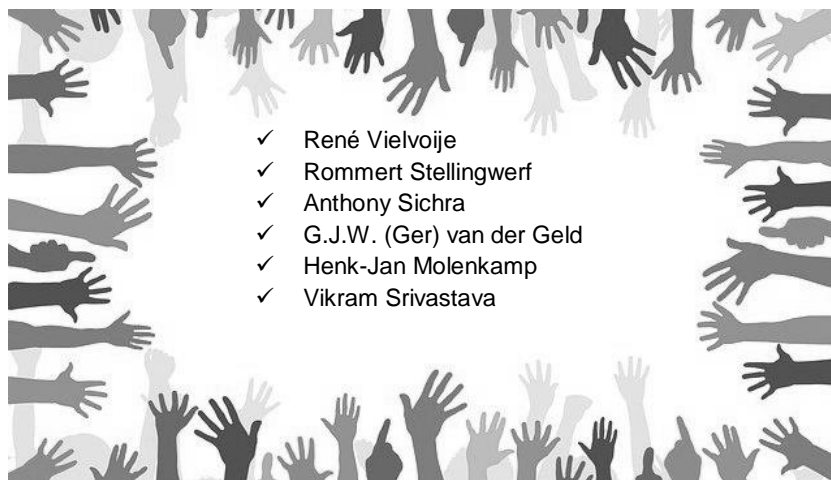 ✓ René Vielvoije
✓ Rommert Stellingwerf
✓ Anthony Sichra
✓ G.J.W. (Ger) van der Geld
✓ Henk-Jan Molenkamp
✓ Vikram Srivastava